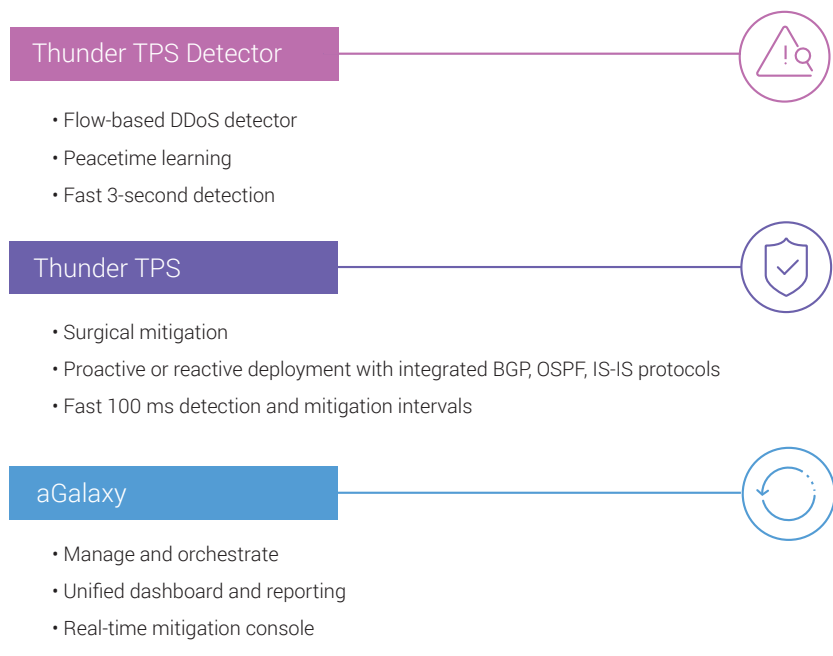 Thunder TPS Detector
• Flow-based DDoS detector
• Peacetime learning
• Fast 3-second detection
Thunder TPS
• Surgical mitigation
• Proactive or reactive deployment with integrated BGP, OSPF, IS-IS protocols
• Fast 100 ms detection and mitigation intervals
aGalaxy
• Manage and orchestrate
• Unified dashboard and reporting
• Real-time mitigation console